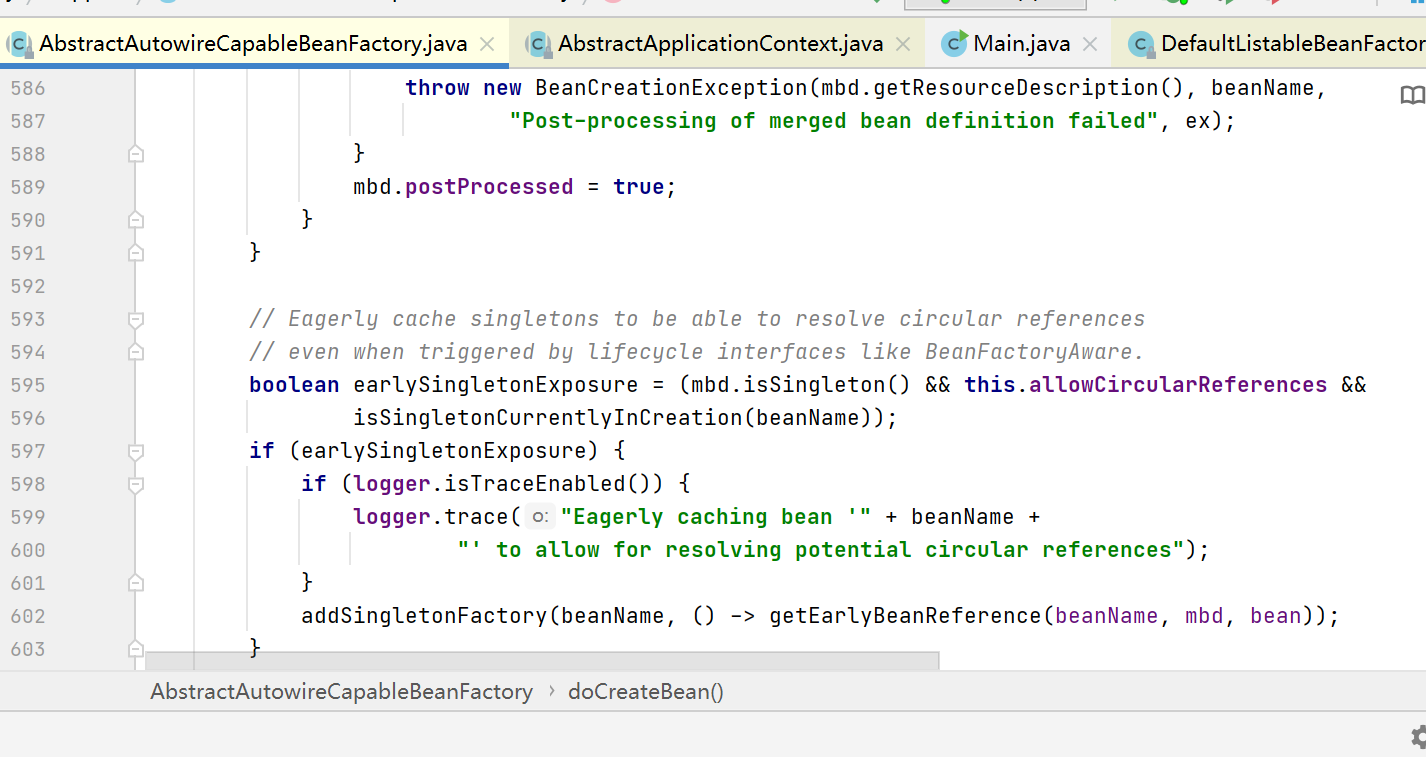 AbstractAutowireCapableBeanFactory.java AbstractApplicationContext.java Main.java DefaultListableBeanFactor
586 throw new BeanCreationException(mbd.getResourceDescription(), beanName,
587 "Post-processing of merged bean definition failed", ex);
588 }
589 mbd.postProcessed = true;
590 }
591 }
592
593 // Eagerly cache singletons to be able to resolve circular references
594 // even when triggered by lifecycle interfaces like BeanFactoryAware.
595 boolean earlySingletonExposure = (mbd.isSingleton() && this.allowCircularReferences &&
596 isSingletonCurrentlyInCreation(beanName));
597 if (earlySingletonExposure) {
598 if (logger.isTraceEnabled()) {
599 logger.trace( o: "Eagerly caching bean '" + beanName +
600 "' to allow for resolving potential circular references");
601 }
602 addSingletonFactory(beanName, () -> getEarlyBeanReference(beanName, mbd, bean));
603 }
AbstractAutowireCapableBeanFactory › doCreateBean()